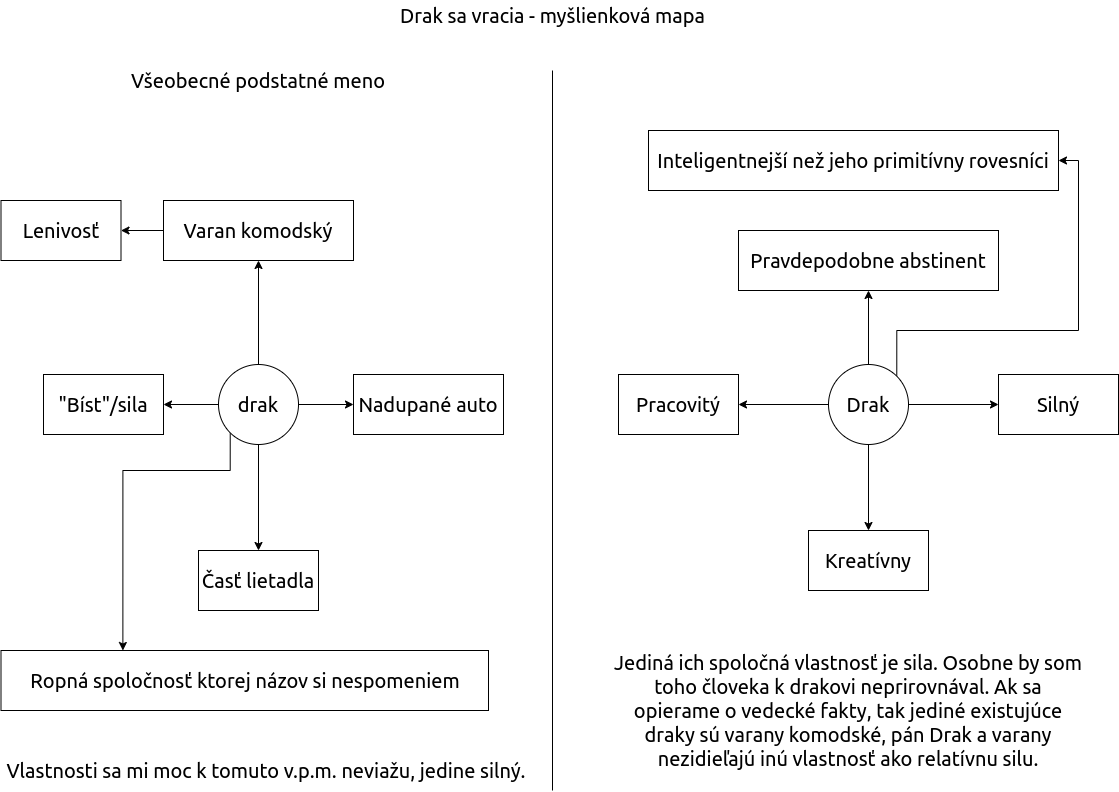 Drak sa vracia - myšlienková mapa
Všeobecné podstatné meno
Lenivosť
Varan komodský
"Bíst"/sila
drak
Nadupané auto
Časť lietadla
Ropná spoločnosť ktorej názov si nespomeniem
Vlastnosti sa mi moc k tomuto v.p.m. neviažu, jedine silný.
Inteligentnejší než jeho primitívny rovesníci
Pravdepodobne abstinent
Pracovitý
Drak
Silný
Kreatívny
Jediná ich spoločná vlastnosť je sila. Osobne by som
toho človeka k drakovi neprirovnával. Ak sa
opierame o vedecké fakty, tak jediné existujúce
draky sú varany komodské, pán Drak a varany
nezidieľajú inú vlastnosť ako relatívnu silu.